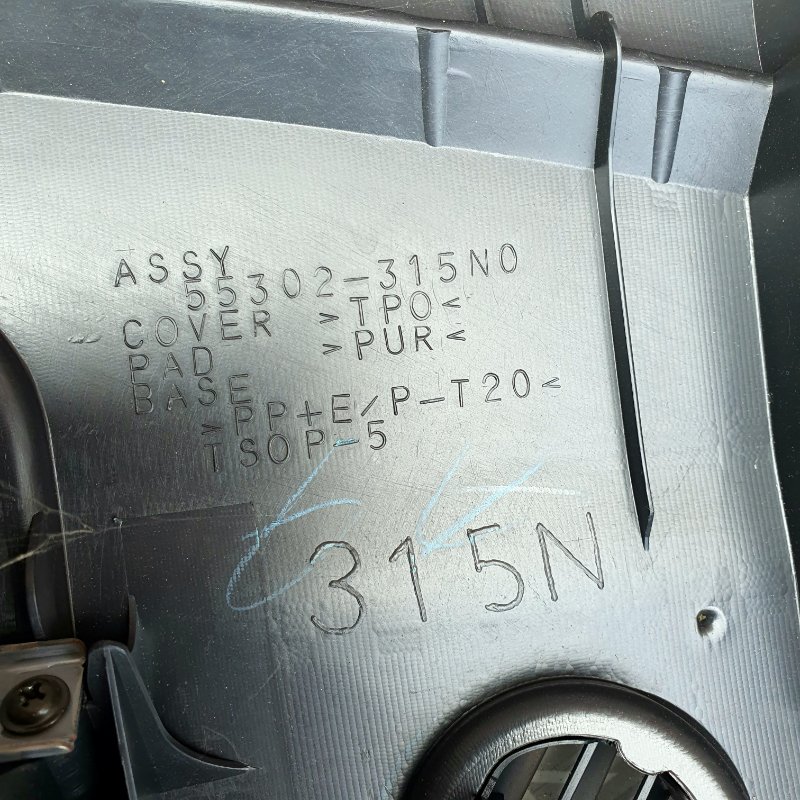 ASSY
55302-315N0
COVER >TPO<
PAD >PUR<
BASE
>PP+E/P-T20<
TSOP-5
315N